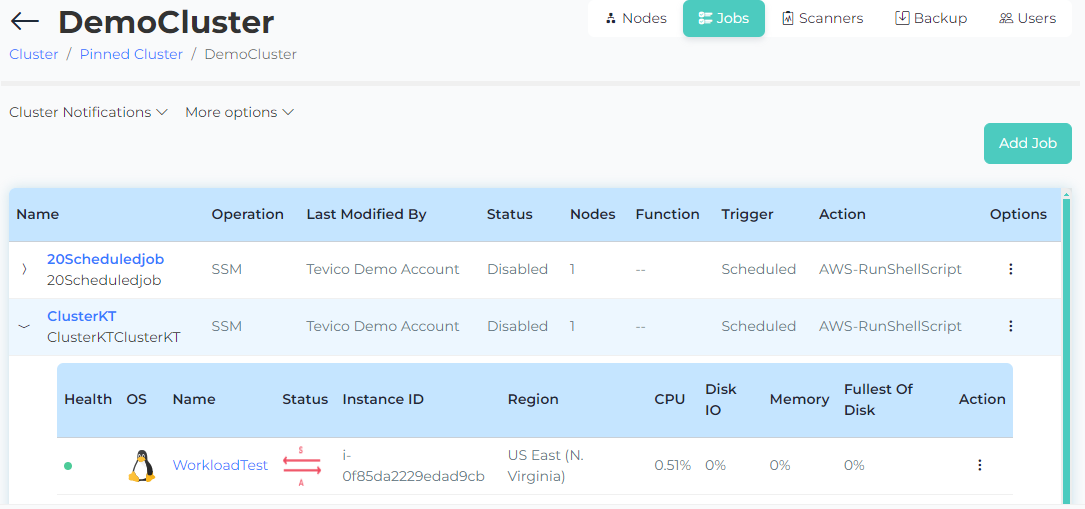 DemoCluster
Nodes Jobs Scanners Backup Users
Cluster / Pinned Cluster / DemoCluster
Cluster Notifications More options
Add Job
Name Operation Last Modified By Status Nodes Function Trigger Action Options
20Scheduledjob
20Scheduledjob SSM Tevico Demo Account Disabled 1 -- Scheduled AWS-RunShellScript
ClusterKT
ClusterKTClusterKT SSM Tevico Demo Account Disabled 1 -- Scheduled AWS-RunShellScript
Health OS Name Status Instance ID Region CPU Disk IO Memory Fullest Of Disk Action
S
A
WorkloadTest i-0f85da2229edad9cb US East (N. Virginia) 0.51% 0% 0% 0%